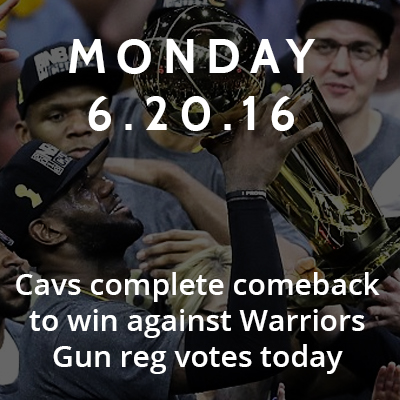 MONDAY
6.20.16
Cavs complete comeback
to win against Warriors
Gun reg votes today